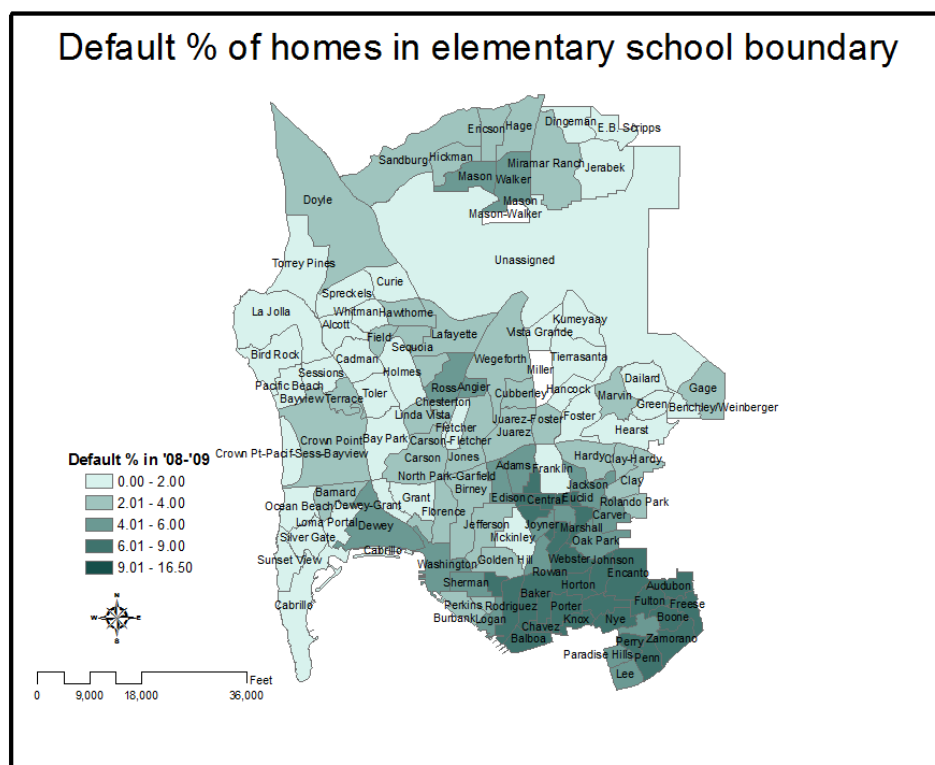 Default % of homes in elementary school boundary
Dingeman
Hage
Ericson
E.B. Scripps
Hickman
Sandburg
Miramar Ranch
Jerabek
Mason
Walker
Doyle
Mason
Mason-Walker
Unassigned
Torrey Pines
Curie
Spreckels
La Jolla
Whitman
Hawthorne
Kumeyaay
Alcott
Lafayette
Vista Grande
Field
Sequoia
Bird Rock
Cadman
Wegeforth
Tierrasanta
Miller
Sessions
Holmes
Dailard
Pacific Beach
Ross
Angier
Hancock
Gage
Bayview
Terrace
Toler
Cubberley
Marvin
Chesterton
Green
Benchley/Weinberger
Linda Vista
Juarez-Foster
Foster
Fletcher
Juarez
Hearst
Crown Point
Bay Park
Carson-Fletcher
Crown Pt-Pacif-Sess-Bayview
Carson
Jones
Hardy
Clay-Hardy
Adams
Franklin
North Park-Garfield
Clay
Birney
Jackson
Barnard
Grant
Edison
Central
Euclid
Rolando Park
Ocean Beach
Dewey-Grant
Florence
Carver
Loma Portal
Dewey
Jefferson
Joyner
Marshall
Silver Gate
Mckinley
Oak Park
Cabrillo
Sunset View
Washington
Golden Hill
Webster
Johnson
Rowan
Encanto
Sherman
Horton
Audubon
Baker
Cabrillo
Perkins
Rodriguez
Porter
Fulton
Freese
Burbank
Logan
Chavez
Knox
Nye
Boone
Balboa
Perry
Zamorano
Paradise Hills
Penn
Lee
Default % in '08-'09
0.00 - 2.00
2.01 - 4.00
4.01 - 6.00
6.01 - 9.00
9.01 - 16.50
N
W
E
S
Feet
0
9,000
18,000
36,000